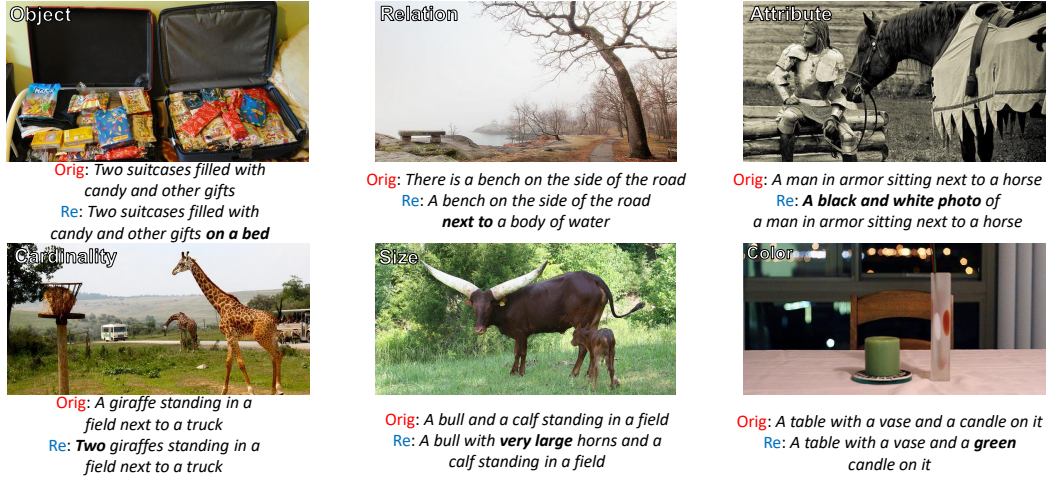 Object
Orig: Two suitcases filled with
candy and other gifts
Re: Two suitcases filled with
candy and other gifts on a bed
Relation
Orig: There is a bench on the side of the road
Re: A bench on the side of the road
next to a body of water
Attribute
Orig: A man in armor sitting next to a horse
Re: A black and white photo of
a man in armor sitting next to a horse
Cardinality
Orig: A giraffe standing in a
field next to a truck
Re: Two giraffes standing in a
field next to a truck
Size
Orig: A bull and a calf standing in a field
Re: A bull with very large horns and a
calf standing in a field
Color
Orig: A table with a vase and a candle on it
Re: A table with a vase and a green
candle on it